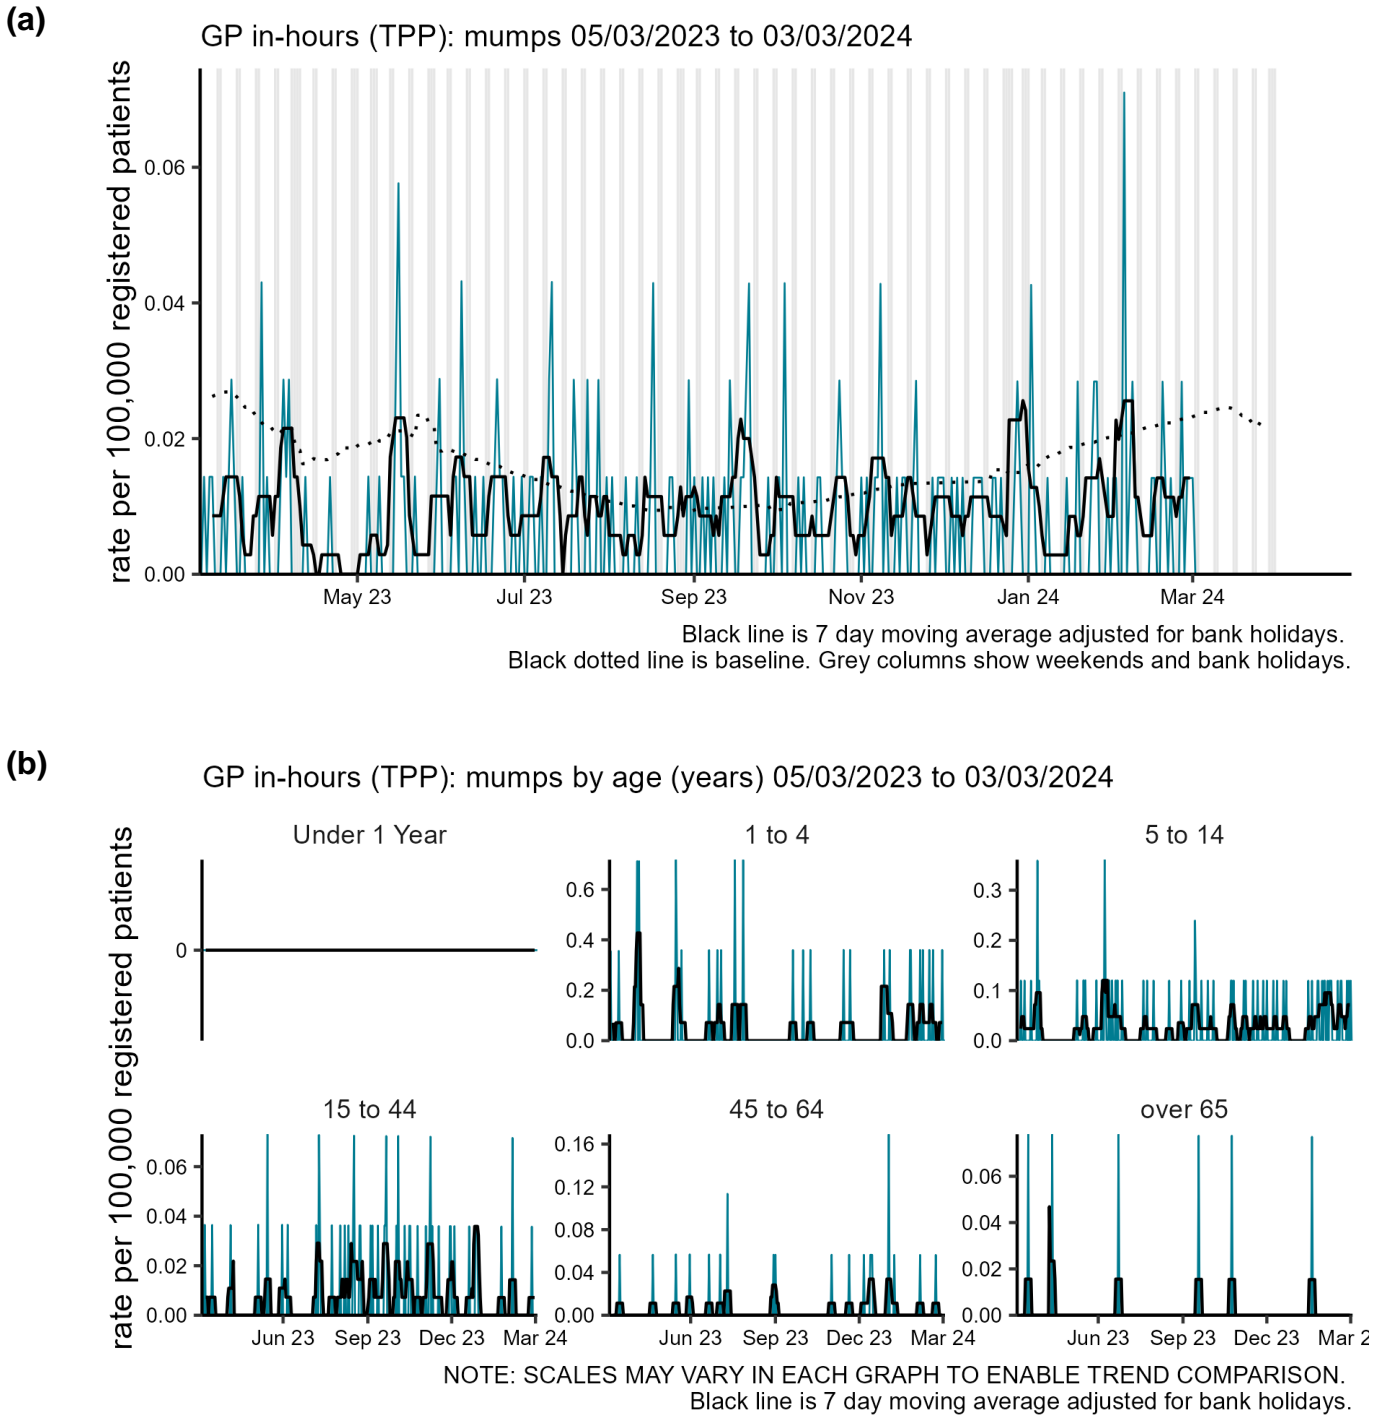 (a)
GP in-hours (TPP): mumps 05/03/2023 to 03/03/2024
rate per 100,000 registered patients
0.06
0.04
0.02
0.00
May 23
Jul 23
Sep 23
Nov 23
Jan 24
Mar 24
Black line is 7 day moving average adjusted for bank holidays.
Black dotted line is baseline. Grey columns show weekends and bank holidays.
(b)
GP in-hours (TPP): mumps by age (years) 05/03/2023 to 03/03/2024
rate per 100,000 registered patients
Under 1 Year
0
1 to 4
0.6
0.4
0.2
0.0
5 to 14
0.3
0.2
0.1
0.0
15 to 44
0.06
0.04
0.02
0.00
Jun 23
Sep 23
Dec 23
Mar 24
45 to 64
0.16
0.12
0.08
0.04
0.00
Jun 23
Sep 23
Dec 23
Mar 24
over 65
0.06
0.04
0.02
0.00
Jun 23
Sep 23
Dec 23
Mar 2
NOTE: SCALES MAY VARY IN EACH GRAPH TO ENABLE TREND COMPARISON.
Black line is 7 day moving average adjusted for bank holidays.